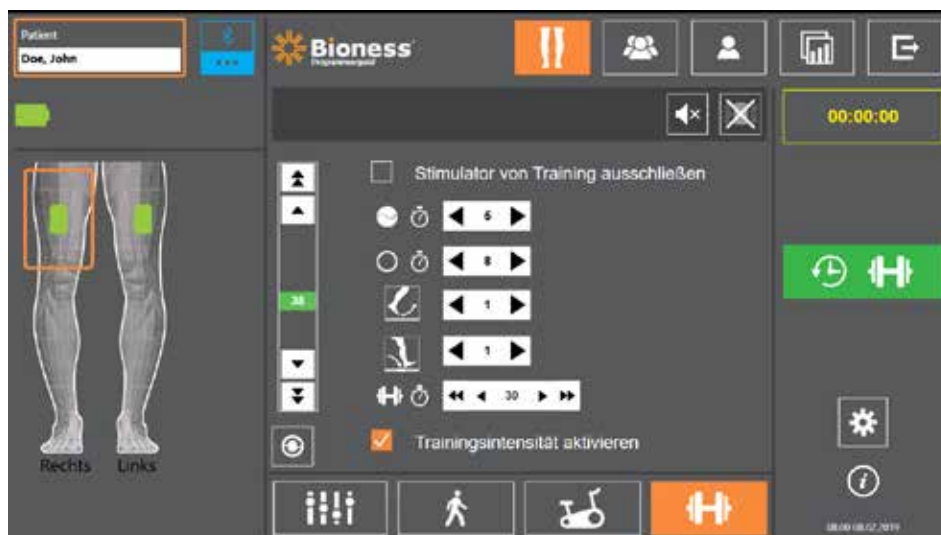 Patient
Doe, John
Bioness
00:00:00
Stimulator von Training ausschließen
8
1
38
1
30
Trainingsintensität aktivieren
Rechts Links